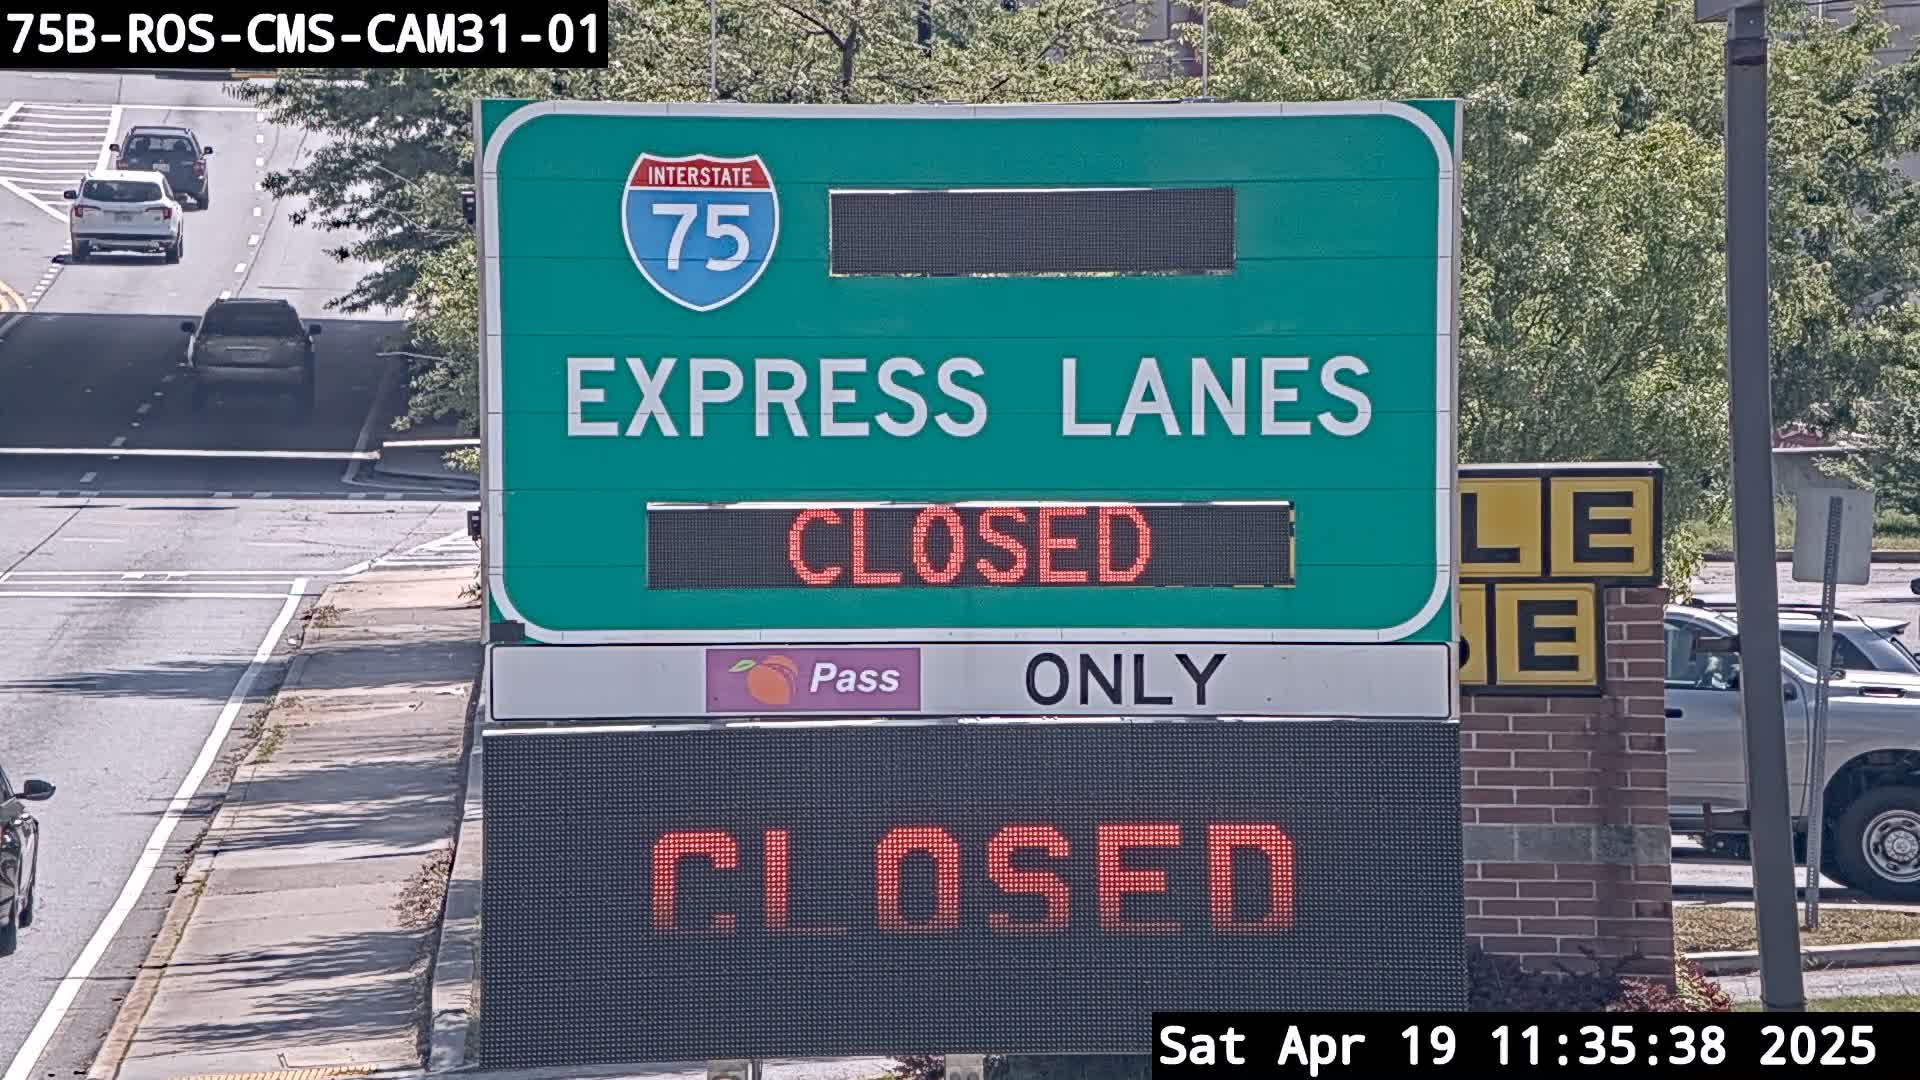 75B-ROS-CMS-CAM31-01
INTERSTATE
75
EXPRESS LANES
CLOSED
Pass ONLY
CLOSED
LE
E
Sat Apr 19 11:35:38 2025